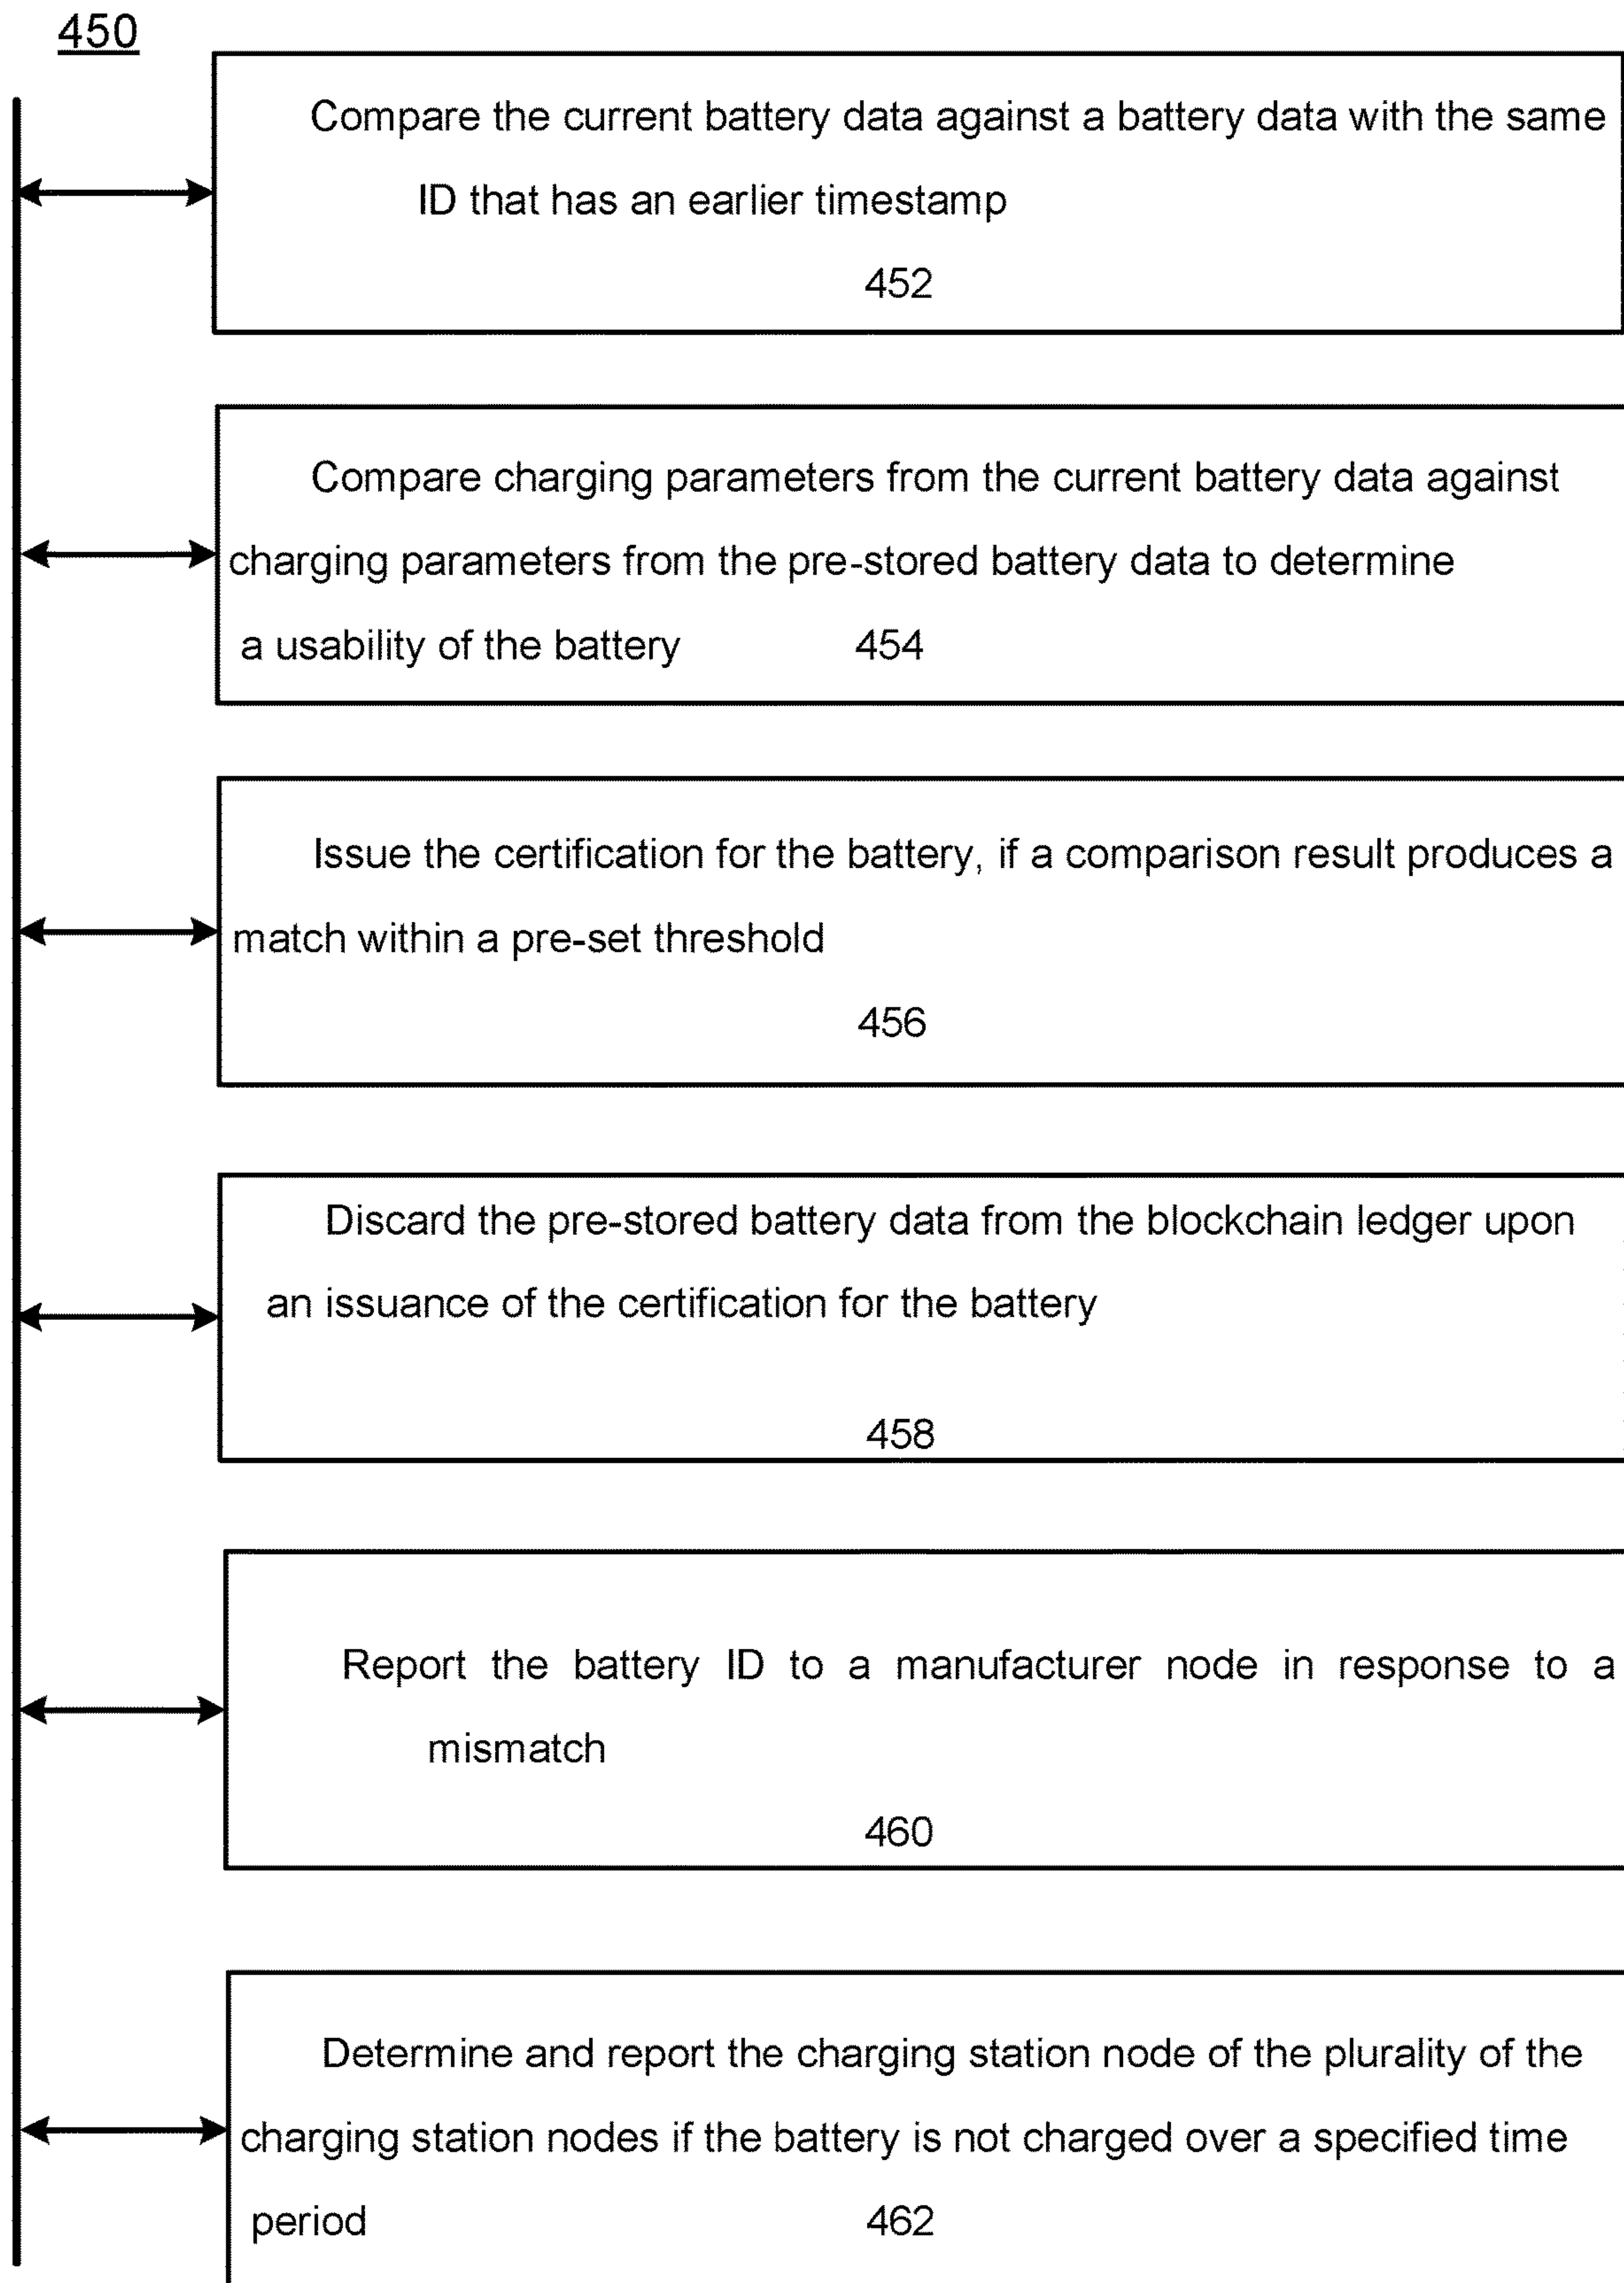 450
Compare the current battery data against a battery data with the same
ID that has an earlier timestamp
452
Compare charging parameters from the current battery data against
charging parameters from the pre-stored battery data to determine
a usability of the battery 454
Issue the certification for the battery, if a comparison result produces a
match within a pre-set threshold
456
Discard the pre-stored battery data from the blockchain ledger upon
an issuance of the certification for the battery
458
Report the battery ID to a manufacturer node in response to a
mismatch
460
Determine and report the charging station node of the plurality of the
charging station nodes if the battery is not charged over a specified time
period 462